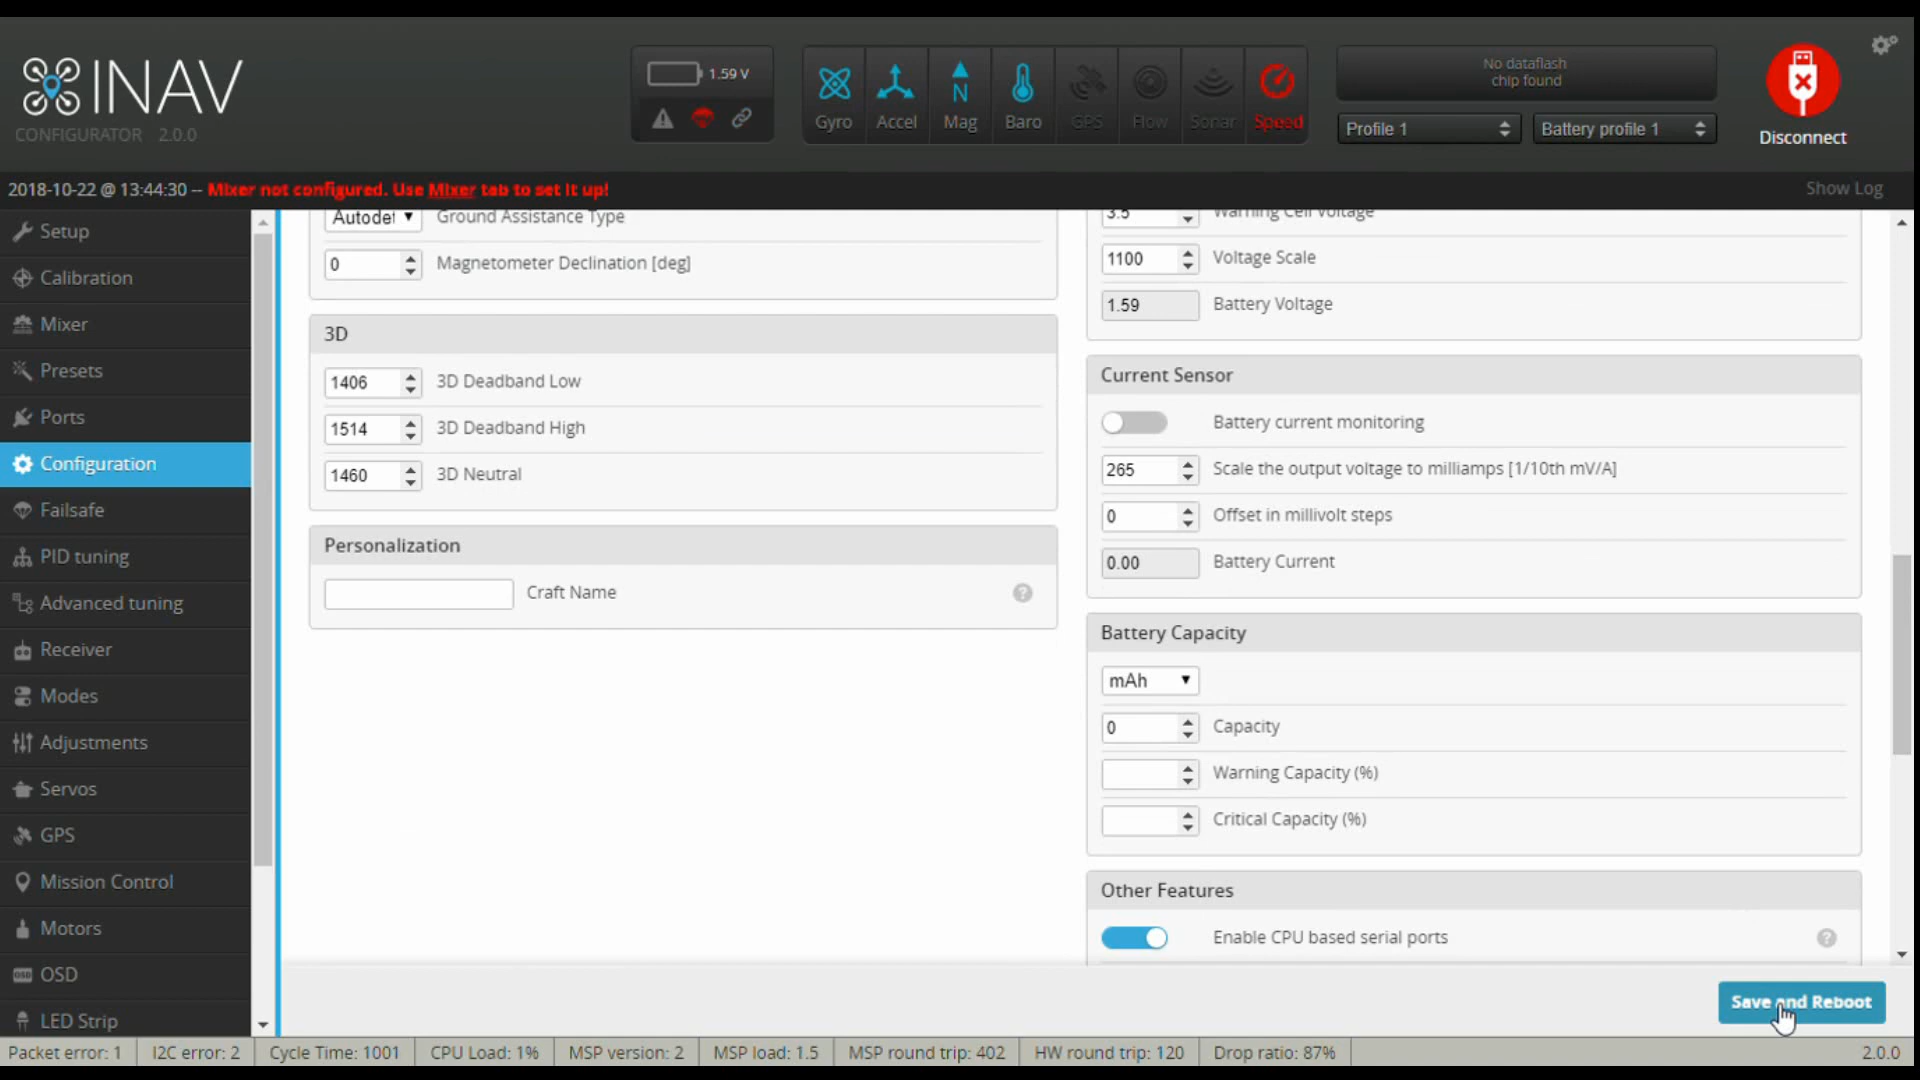 INAV
CONFIGURATOR 2.0.0
1.59 V
Gyro
Accel
Mag
Baro
GPS
Flow
Sonar
Speed
No dataflash
chip found
Profile 1
Battery profile 1
Disconnect
2018-10-22 @ 13:44:30 -- Mixer not configured. Use Mixer tab to set it up!
Show Log
Setup
Calibration
Mixer
Presets
Ports
Configuration
Failsafe
PID tuning
Advanced tuning
Receiver
Modes
Adjustments
Servos
GPS
Mission Control
Motors
OSD
LED Strip
Autodet Ground Assistance Type
0 Magnetometer Declination [deg]
3D
1406 3D Deadband Low
1514 3D Deadband High
1460 3D Neutral
Personalization
Craft Name
3.5 Warning Cell Voltage
1100 Voltage Scale
1.59 Battery Voltage
Current Sensor
Battery current monitoring
265 Scale the output voltage to milliamps [1/10th mV/A]
0 Offset in millivolt steps
0.00 Battery Current
Battery Capacity
mAh
0 Capacity
Warning Capacity (%)
Critical Capacity (%)
Other Features
Enable CPU based serial ports
Save and Reboot
Packet error: 1
I2C error: 2
Cycle Time: 1001
CPU Load: 1%
MSP version: 2
MSP load: 1.5
MSP round trip: 402
HW round trip: 120
Drop ratio: 87%
2.0.0